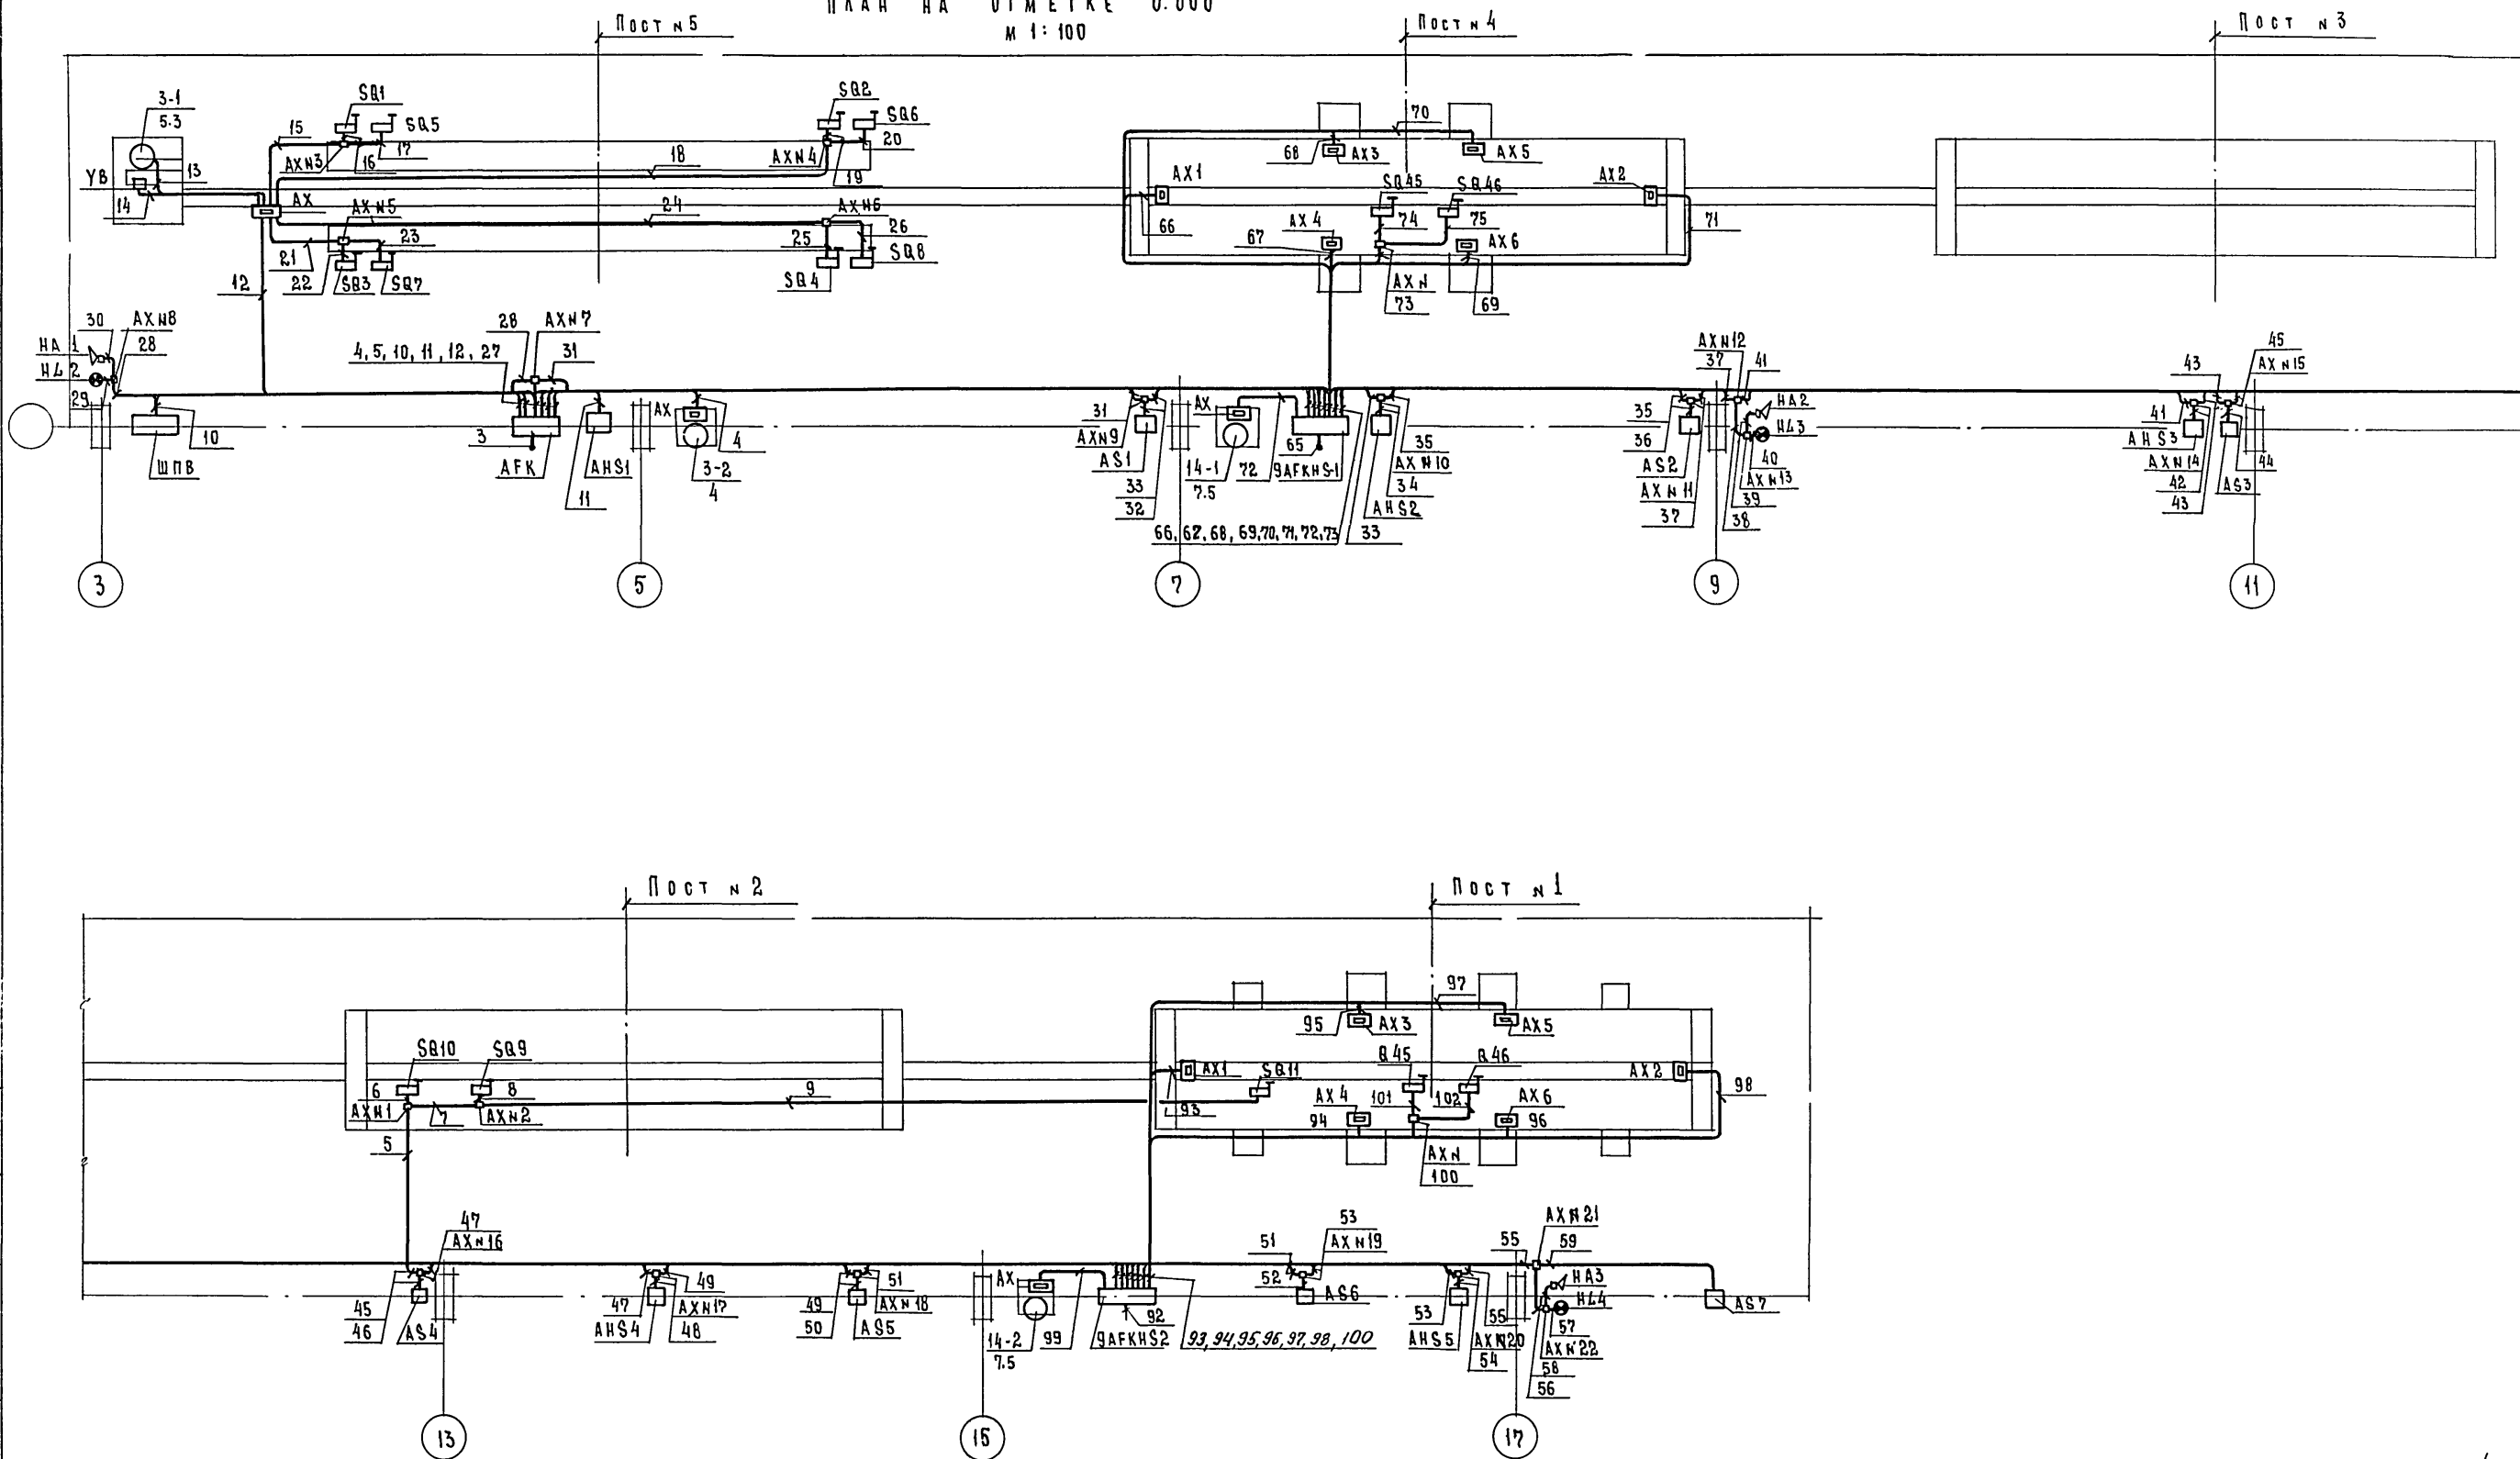 ПЛАН НА ОТМЕТКЕ 0.000
М 1:100
Пост №5
Пост №4
Пост №3
3-1
5.3
SQ1
SQ5
SQ2
SQ6
15
13
YB
14
AXN3
16
17
18
AXN4
19
20
AX
AXN5
24
AXN6
26
23
25
21
22
SQ3
SQ7
SQ4
SQ8
12
70
68
AX3
AX5
AX1
SQ45
SQ46
AX2
66
AX4
74
75
71
67
AX6
AXN
73
69
30
AXN8
HA 1
28
HL 2
29
10
ШПВ
28
AXN7
4, 5, 10, 11, 12, 27
31
3
AFK
AHS1
11
AX
4
3-2
4
31
AXN9
AS1
33
32
AX
14-1
7.5
72
65
9AFKHS-1
35
AXN10
34
AHS2
66, 67, 68, 69, 70, 71, 72, 73
33
AXN12
37
41
35
36
AS2
AXN11
37
HA2
HL3
40
AXN13
39
38
43
45
AXN15
41
AHS3
AXN14
42
43
44
AS3
3
5
7
9
11
Пост №2
Пост №1
SQ10
SQ9
6
8
9
AXN1
7
AXN2
5
97
95
AX3
AX5
AX1
SQ11
Q45
Q46
AX2
93
AX4
101
102
AX6
98
94
96
AXN
100
47
AXN16
45
46
AS4
49
47
AXN17
AHS4
48
51
49
AXN18
50
AS5
AX
14-2
7.5
99
92
9AFKHS2
93, 94, 95, 96, 97, 98, 100
53
51
AXN19
52
AS6
AXN21
55
59
53
55
AHS5
AXN20
54
HA3
HL4
57
AXN22
58
56
AS7
13
15
17